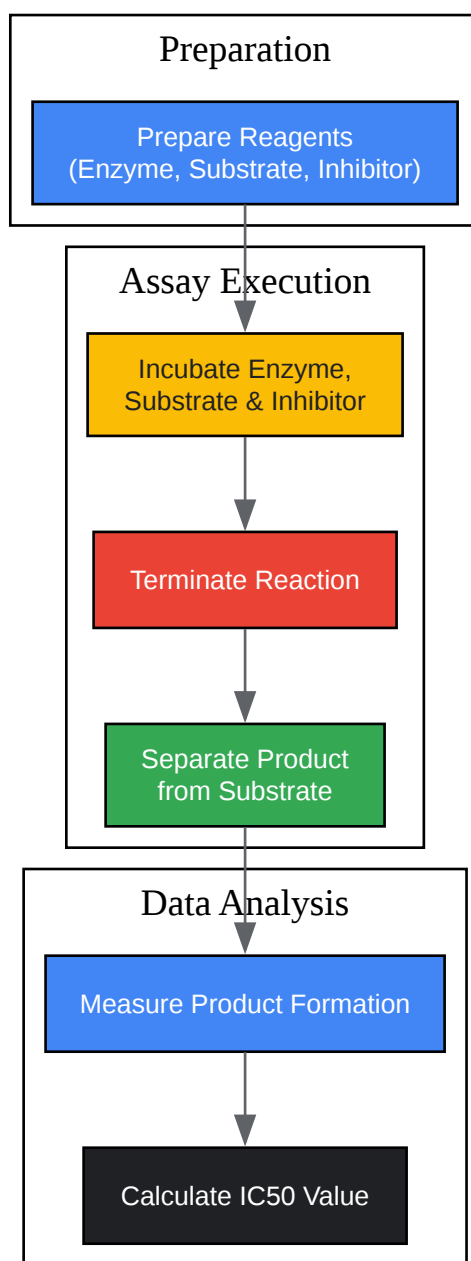 Preparation
Prepare Reagents
(Enzyme, Substrate, Inhibitor)
Assay Execution
Incubate Enzyme,
Substrate & Inhibitor
Terminate Reaction
Separate Product
from Substrate
Data Analysis
Measure Product Formation
Calculate IC50 Value